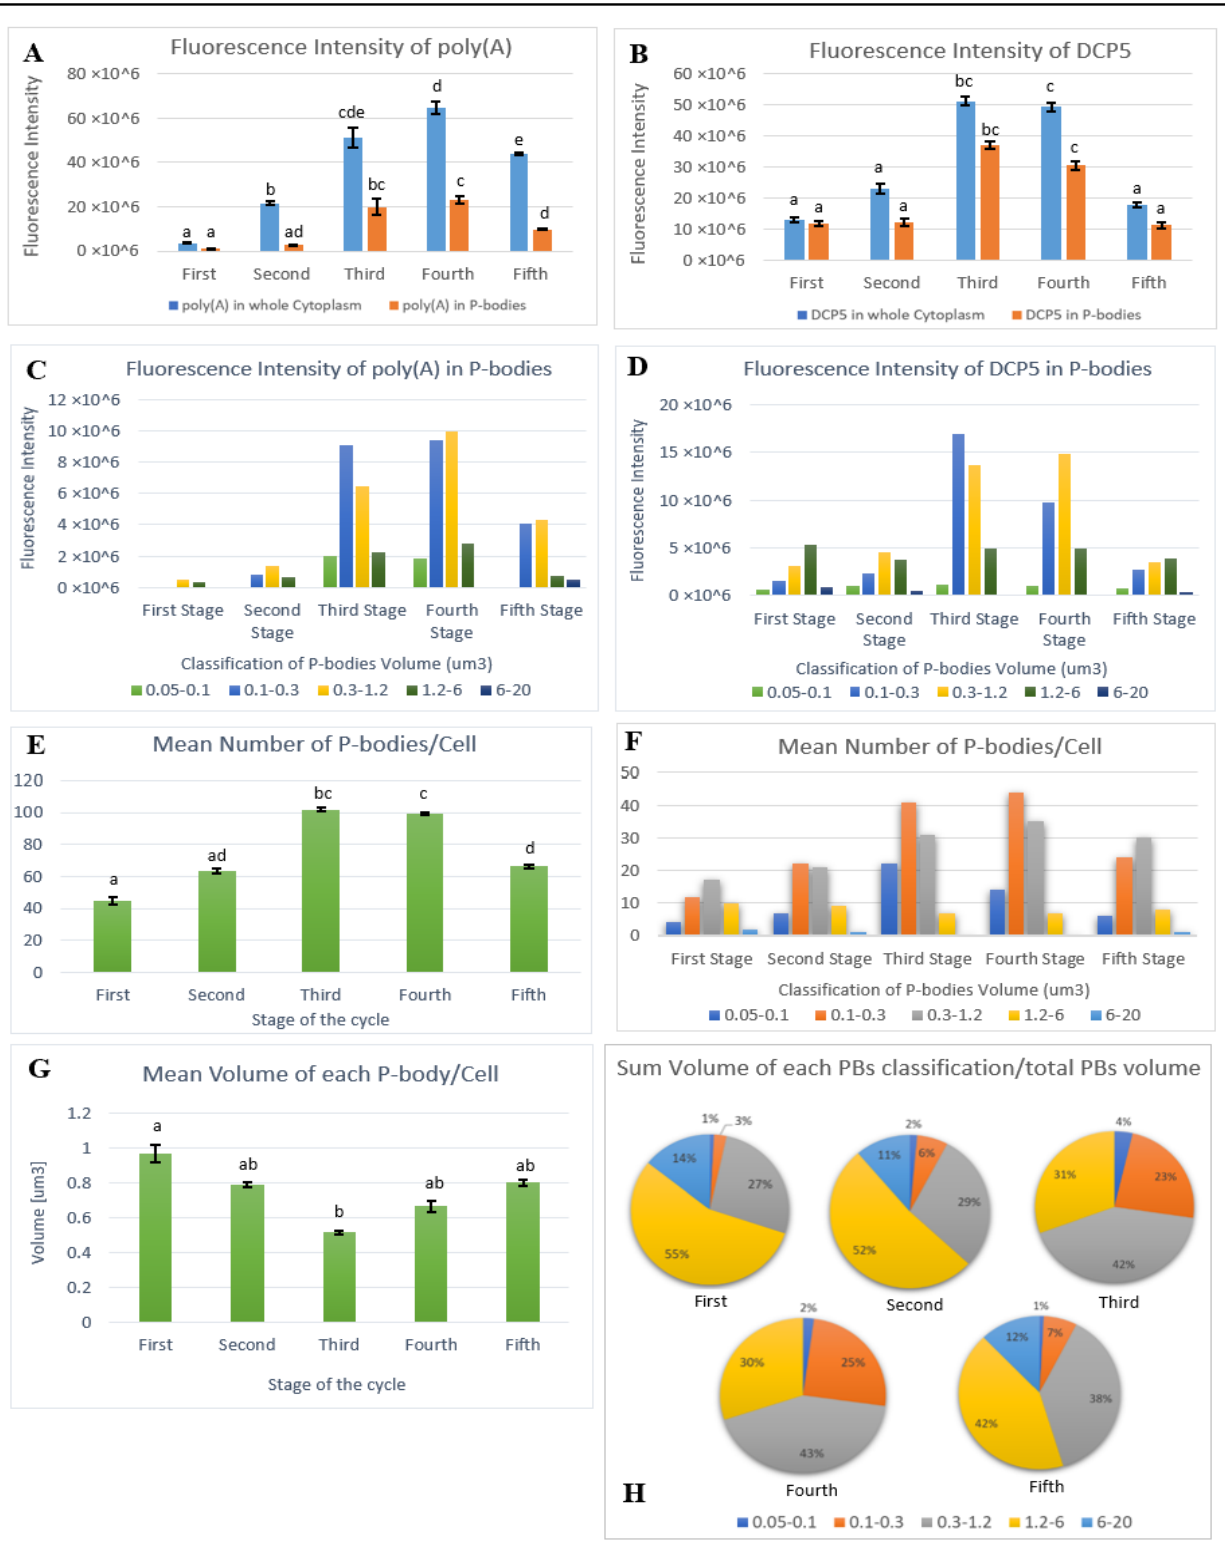 A
Fluorescence Intensity of poly(A)
Fluorescence Intensity
80 ×10^6
60 ×10^6
40 ×10^6
20 ×10^6
0 ×10^6
a a
b ad
cde bc
d c
e d
First Second Third Fourth Fifth
poly(A) in whole Cytoplasm poly(A) in P-bodies
B
Fluorescence Intensity of DCP5
Fluorescence Intensity
60 ×10^6
50 ×10^6
40 ×10^6
30 ×10^6
20 ×10^6
10 ×10^6
0 ×10^6
a a
a a
bc bc
c c
a a
First Second Third Fourth Fifth
DCP5 in whole Cytoplasm DCP5 in P-bodies
C
Fluorescence Intensity of poly(A) in P-bodies
Fluorescence Intensity
12 ×10^6
10 ×10^6
8 ×10^6
6 ×10^6
4 ×10^6
2 ×10^6
0 ×10^6
First Stage Second Third Stage Fourth Fifth Stage
Stage Stage
Classification of P-bodies Volume (um3)
0.05-0.1 0.1-0.3 0.3-1.2 1.2-6 6-20
D
Fluorescence Intensity of DCP5 in P-bodies
Fluorescence Intensity
20 ×10^6
15 ×10^6
10 ×10^6
5 ×10^6
0 ×10^6
First Stage Second Third Stage Fourth Fifth Stage
Stage Stage
Classification of P-bodies Volume (um3)
0.05-0.1 0.1-0.3 0.3-1.2 1.2-6 6-20
E
Mean Number of P-bodies/Cell
120
100
80
60
40
20
0
a ad bc c d
First Second Third Fourth Fifth
Stage of the cycle
F
Mean Number of P-bodies/Cell
50
40
30
20
10
0
First Stage Second Stage Third Stage Fourth Stage Fifth Stage
Classification of P-bodies Volume (um3)
0.05-0.1 0.1-0.3 0.3-1.2 1.2-6 6-20
G
Mean Volume of each P-body/Cell
Volume [um3]
1.2
1
0.8
0.6
0.4
0.2
0
a ab b ab ab
First Second Third Fourth Fifth
Stage of the cycle
Sum Volume of each PBs classification/total PBs volume
1% 3%
14%
27%
55%
First
2%
11% 6%
29%
52%
Second
4%
31% 23%
42%
Third
2%
30% 25%
43%
Fourth
1%
12% 7%
38%
42%
Fifth
H
0.05-0.1 0.1-0.3 0.3-1.2 1.2-6 6-20